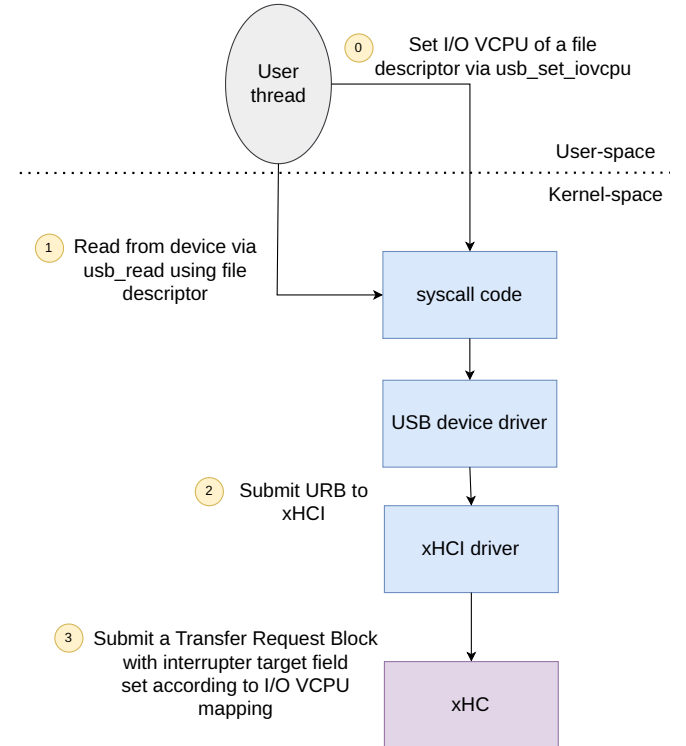 0
Set I/O VCPU of a file
descriptor via usb_set_iovcpu
User
thread
User-space
Kernel-space
1
Read from device via
usb_read using file
descriptor
syscall code
USB device driver
2
Submit URB to
xHCI
xHCI driver
3
Submit a Transfer Request Block
with interrupter target field
set according to I/O VCPU
mapping
xHC